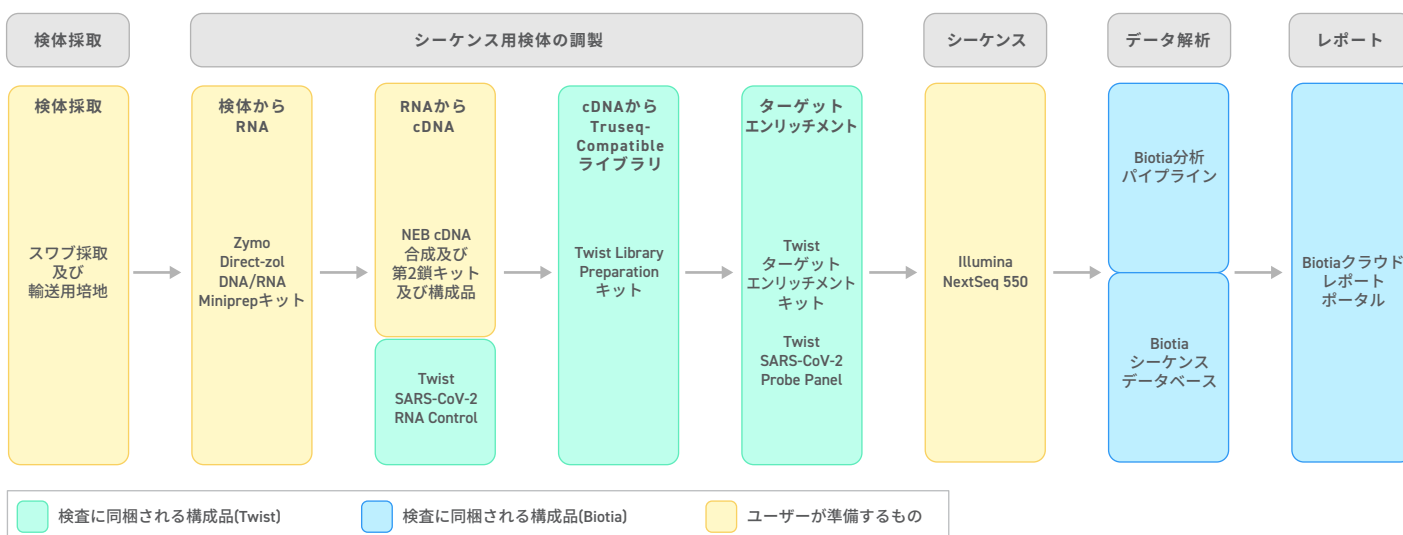 検体採取
シーケンス用検体の調製
シーケンス
データ解析
レポート
検体採取
スワブ採取
及び
輸送用培地
検体から
RNA
Zymo
Direct-zol
DNA/RNA
Miniprepキット
RNAから
cDNA
NEB cDNA
合成及び
第2鎖キット
及び構成品
Twist
SARS-CoV-2
RNA Control
cDNAから
Truseq-
Compatible
ライブラリ
Twist Library
Preparation
キット
ターゲット
エンリッチメント
Twist
ターゲット
エンリッチメント
キット
Twist
SARS-CoV-2
Probe Panel
Illumina
NextSeq 550
Biotia分析
パイプライン
Biotia
シーケンス
データベース
Biotiaクラウド
レポート
ポータル
検査に同梱される構成品(Twist)
検査に同梱される構成品(Biotia)
ユーザーが準備するもの